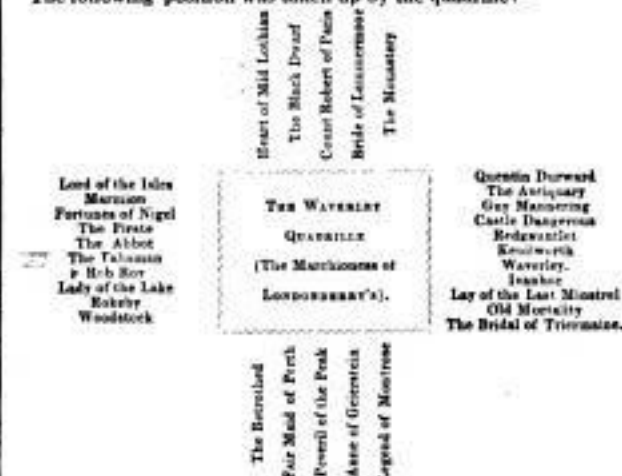 The following position was taken up by the quadrille:
Heart of Mid Lothian
The Black Dwarf
Count Robert of Paris
Bride of Lammermoor
The Monastery
Lord of the Isles
Marmion
Fortunes of Nigel
The Pirate
The Abbot
The Talisman
Rob Roy
Lady of the Lake
Rokeby
Woodstock
THE WAVERLEY
QUADRILLE
(The Marchioness of
LONDONDERRY'S).
Quentin Durward
The Antiquary
Guy Mannering
Castle Dangerous
Redgauntlet
Kenilworth
Waverley.
Ivanhoe
Lay of the Last Minstrel
Old Mortality
The Bridal of Triermaine.
The Betrothed
Fair Maid of Perth
Peveril of the Peak
Anne of Geierstein
Legend of Montrose